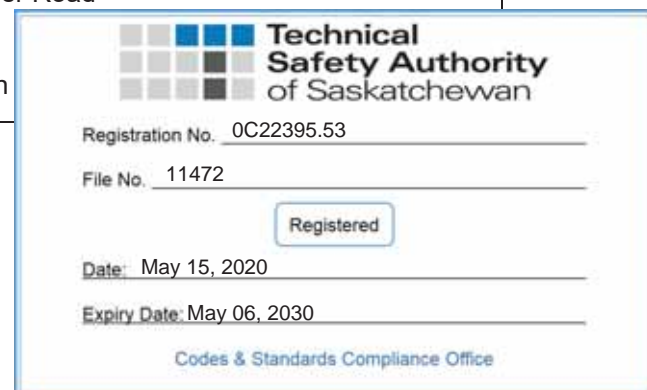 Road
Technical
Safety Authority
of Saskatchewan
n
Registration No. 0C22395.53
File No. 11472
Registered
Date: May 15, 2020
Expiry Date: May 06, 2030
Codes & Standards Compliance Office